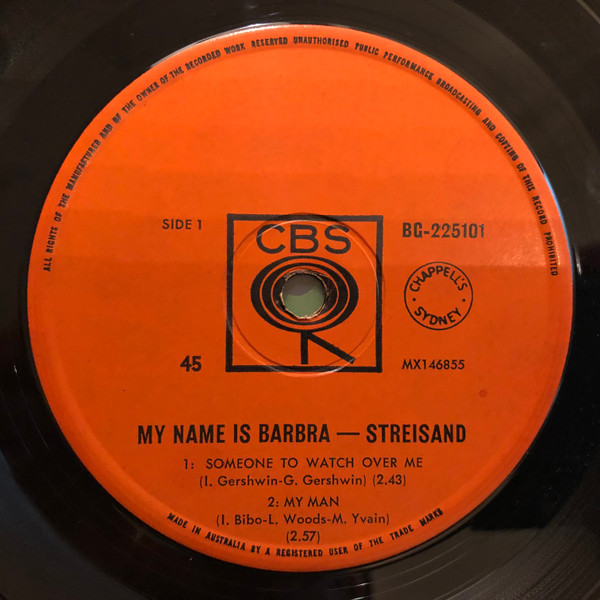 ALL RIGHTS OF THE MANUFACTURER AND OF THE OWNER OF THE RECORDED WORK RESERVED UNAUTHORISED PUBLIC PERFORMANCE BROADCASTING AND COPYING OF THIS RECORD PROHIBITED
SIDE 1
CBS
BG-225101
CHAPPELL'S
• SYDNEY •
45
MX146855
MY NAME IS BARBRA — STREISAND
1: SOMEONE TO WATCH OVER ME
(I. Gershwin-G. Gershwin) (2.43)
2: MY MAN
(I. Bibo-L. Woods-M. Yvain)
(2.57)
MADE IN AUSTRALIA BY A REGISTERED USER OF THE TRADE MARKS